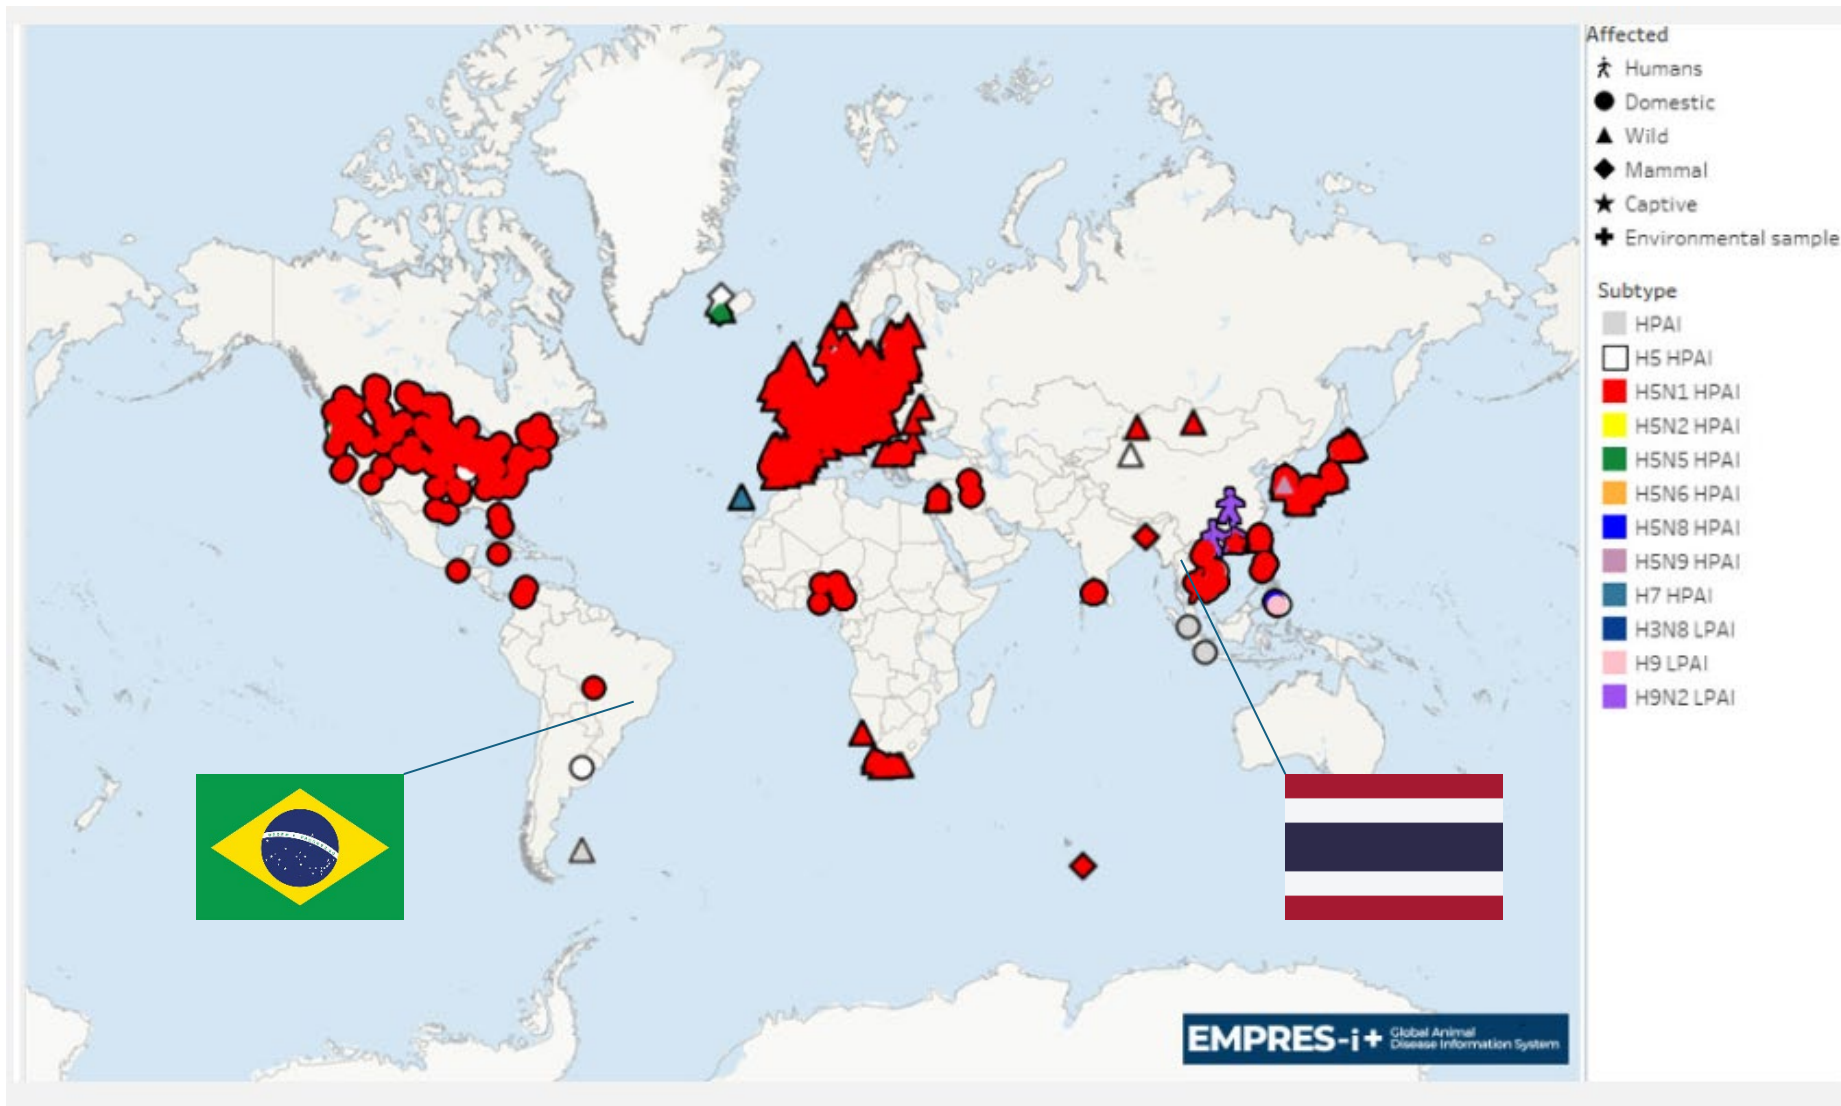 Affected
Humans
Domestic
Wild
Mammal
Captive
Environmental sample
Subtype
HPAI
H5 HPAI
H5N1 HPAI
H5N2 HPAI
H5N5 HPAI
H5N6 HPAI
H5N8 HPAI
H5N9 HPAI
H7 HPAI
H3N8 LPAI
H9 LPAI
H9N2 LPAI
EMPRES-i+
Global Animal
Disease Information System